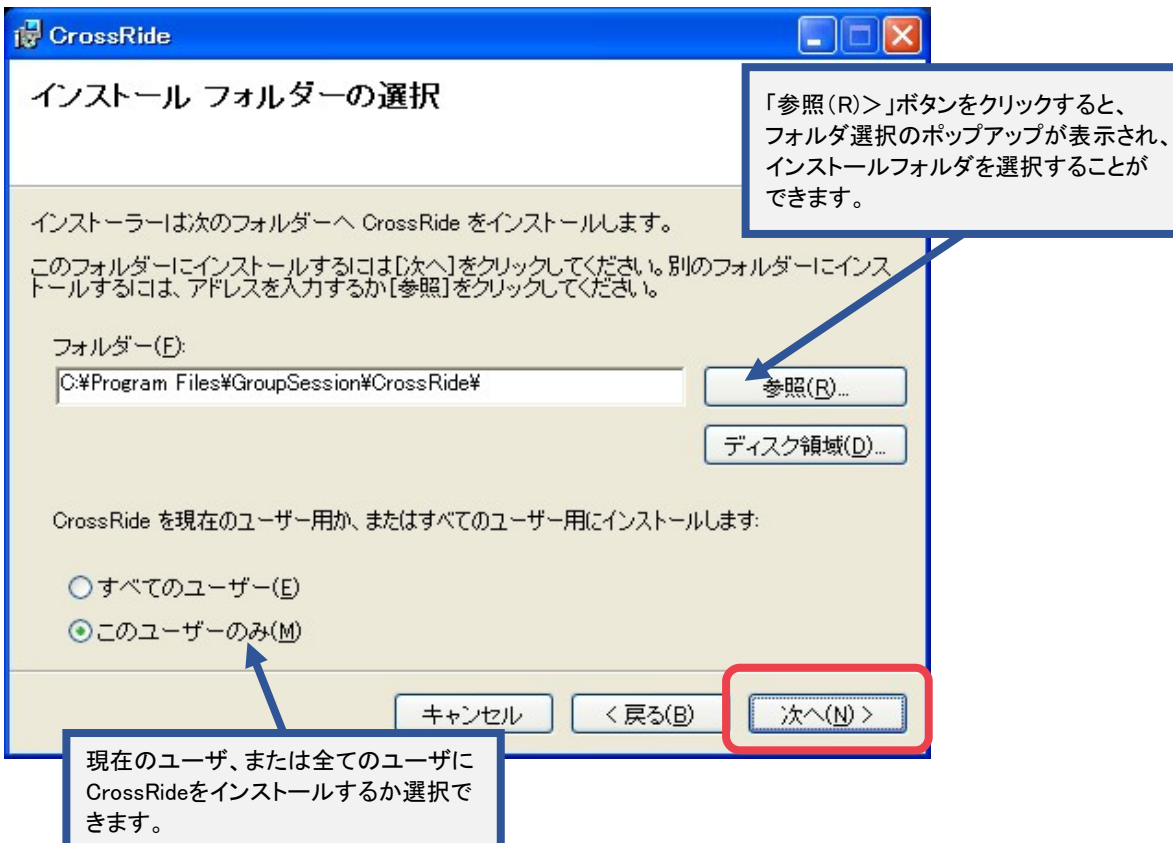 CrossRide
インストール フォルダーの選択
「参照(R)＞」ボタンをクリックすると、
フォルダ選択のポップアップが表示され、
インストールフォルダを選択することが
できます。
インストーラーは次のフォルダーへ CrossRide をインストールします。
このフォルダーにインストールするには[次へ]をクリックしてください。別のフォルダーにインス
トールするには、アドレスを入力するか[参照]をクリックしてください。
フォルダー(F):
C:¥Program Files¥GroupSession¥CrossRide¥
参照(R)...
ディスク領域(D)...
CrossRide を現在のユーザー用か、またはすべてのユーザー用にインストールします:
すべてのユーザー(E)
このユーザーのみ(M)
キャンセル
< 戻る(B)
次へ(N) >
現在のユーザ、または全てのユーザに
CrossRideをインストールするか選択で
きます。